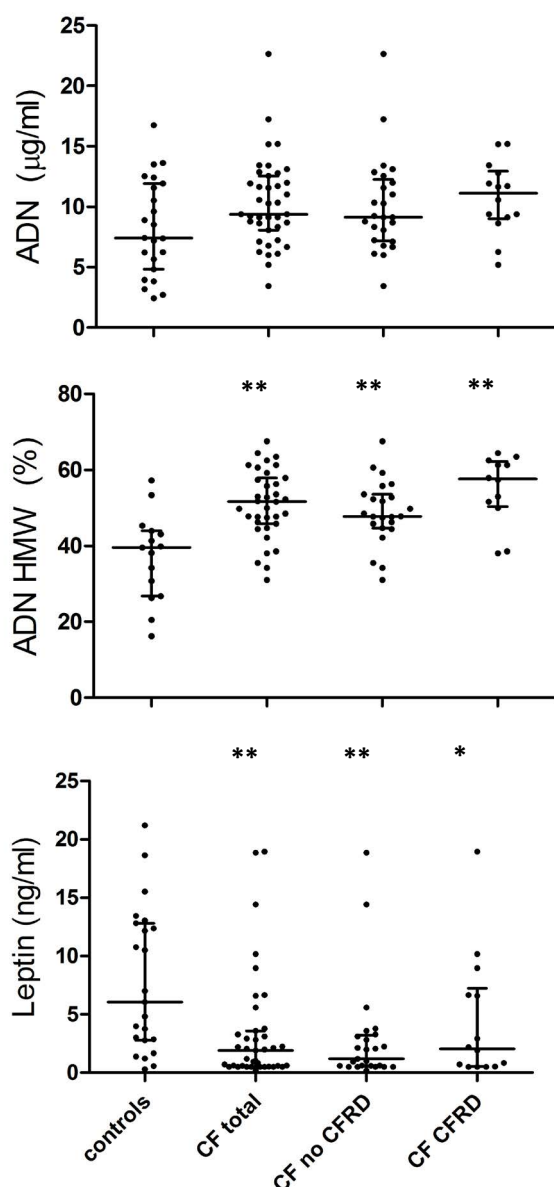 25
20
ADN (μg/ml)
15
10
5
0
** ** **
80
ADN HMW (%)
60
40
20
0
** ** *
25
20
Leptin (ng/ml)
15
10
5
0
controls
CF total
CF no CFRD
CF CFRD